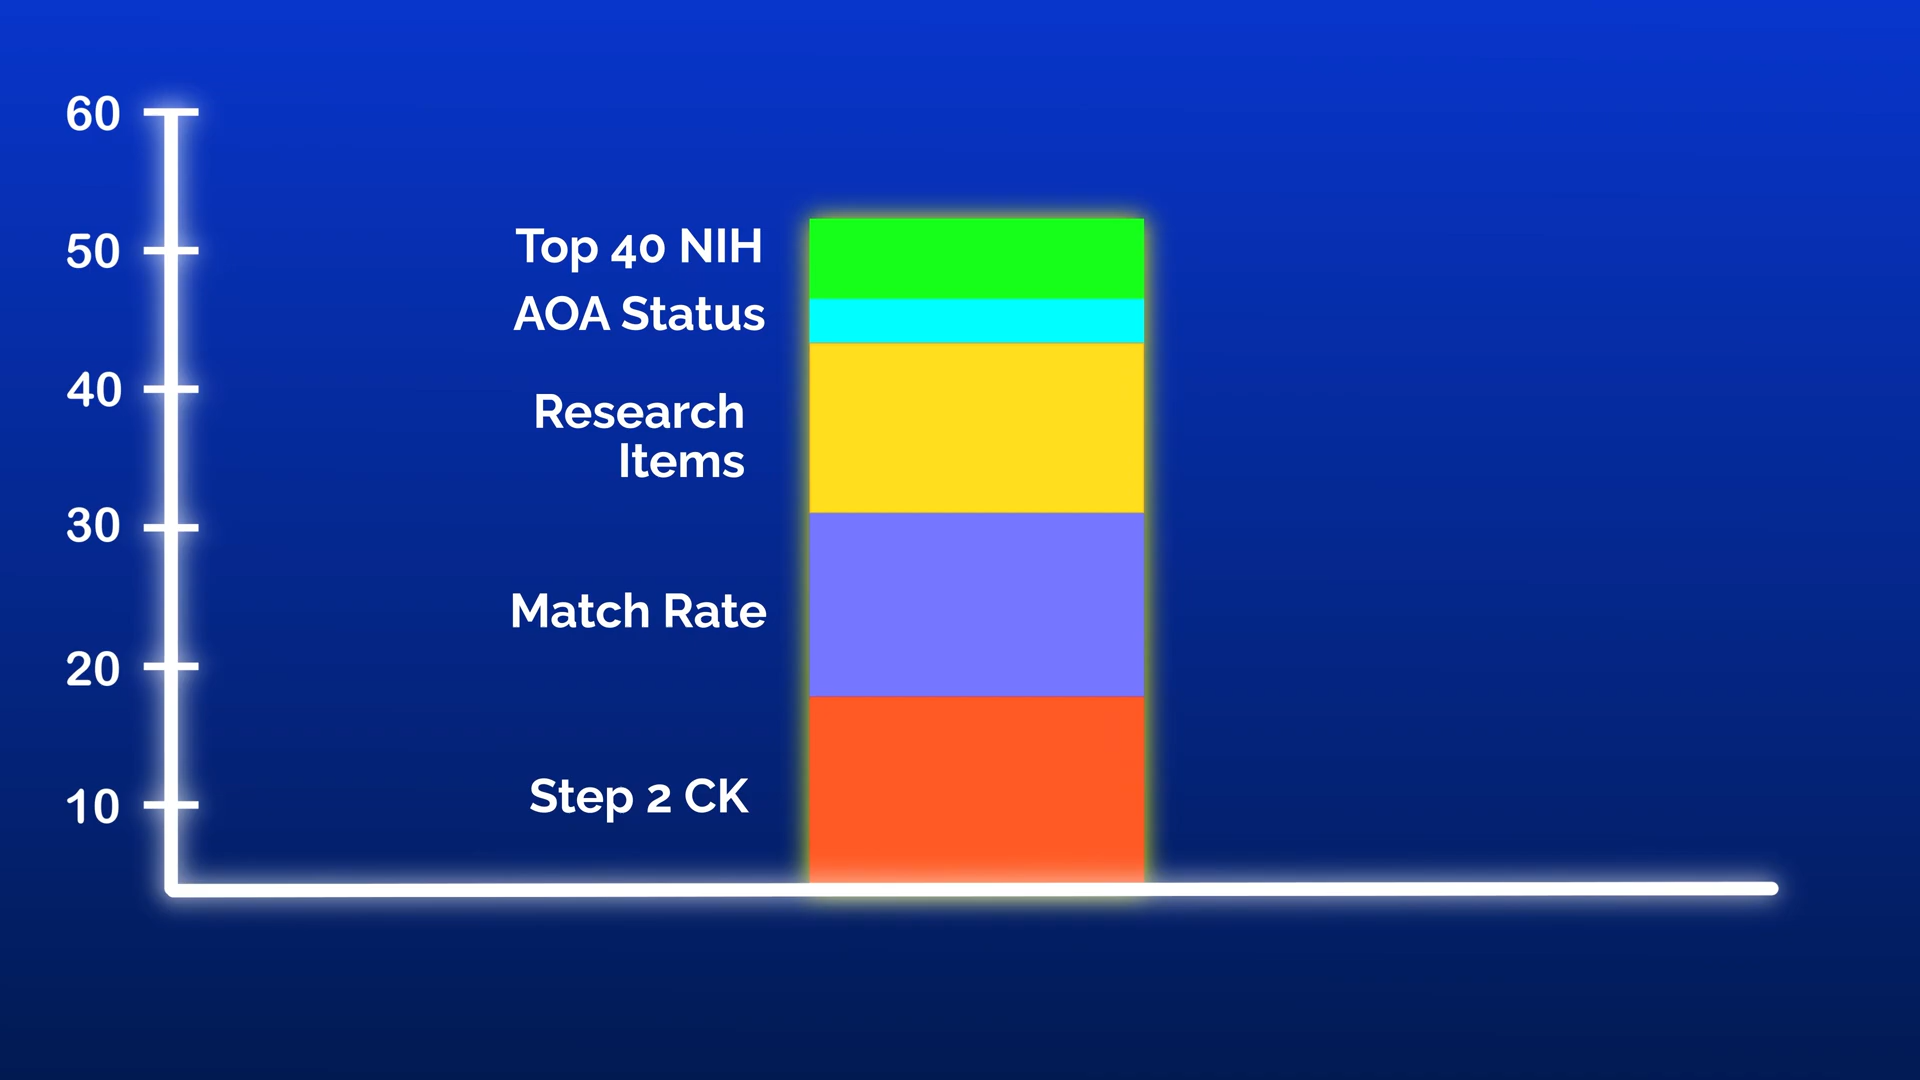 60
50
40
30
20
10
Top 40 NIH
AOA Status
Research
Items
Match Rate
Step 2 CK